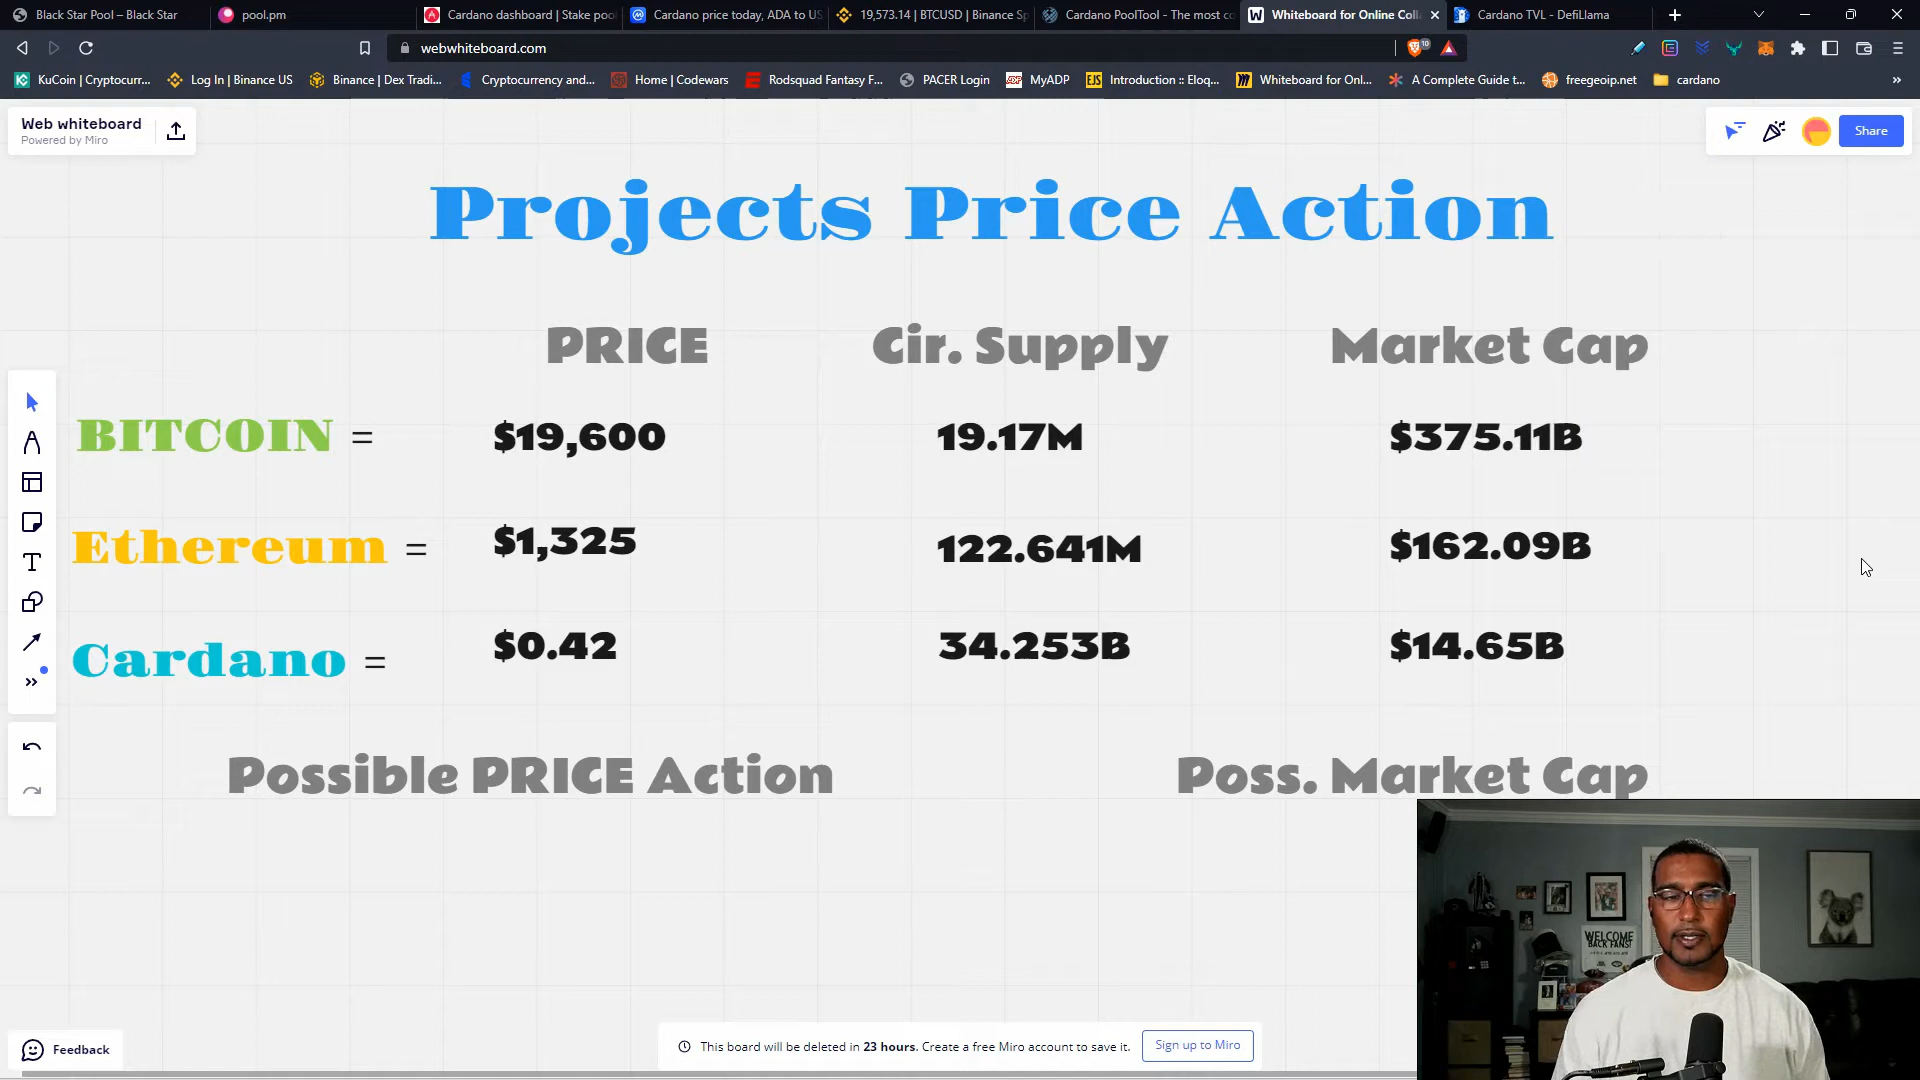 Black Star Pool – Black Star
pool.pm
Cardano dashboard | Stake pool
Cardano price today, ADA to US
19,573.14 | BTCUSD | Binance Sp
Cardano PoolTool - The most co
Whiteboard for Online Coll
Cardano TVL - DefiLlama
webwhiteboard.com
10
KuCoin | Cryptocurr...
Log In | Binance US
Binance | Dex Tradi...
Cryptocurrency and...
Home | Codewars
Rodsquad Fantasy F...
PACER Login
MyADP
Introduction :: Eloq...
Whiteboard for Onl...
A Complete Guide t...
freegeoip.net
cardano
Web whiteboard
Powered by Miro
Share
Projects Price Action
PRICE
Cir. Supply
Market Cap
BITCOIN =
$19,600
19.17M
$375.11B
Ethereum =
$1,325
122.641M
$162.09B
Cardano =
$0.42
34.253B
$14.65B
Possible PRICE Action
Poss. Market Cap
WELCOME
BACK FANS!
Feedback
This board will be deleted in 23 hours. Create a free Miro account to save it.
Sign up to Miro